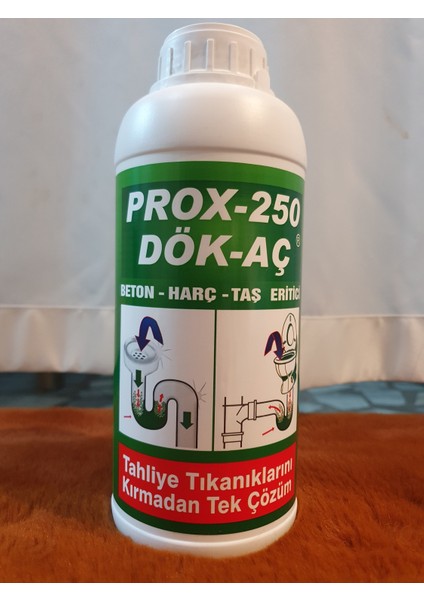 PROX-250
DÖK-AÇ ®
BETON - HARÇ - TAŞ ERİTİCİ
Tahliye Tıkanıklarını
Kırmadan Tek Çözüm